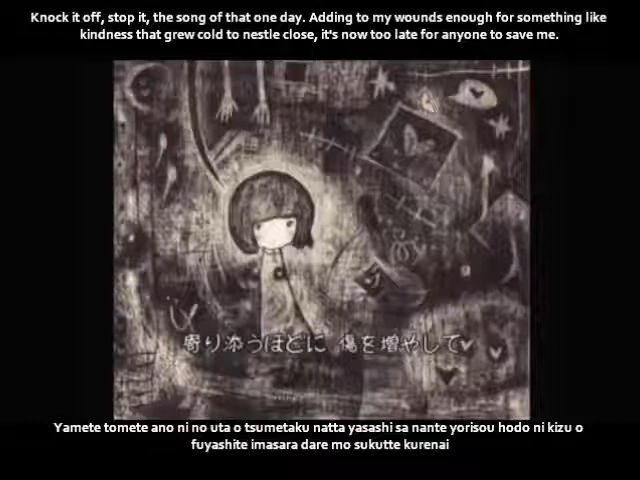 Knock it off, stop it, the song of that one day. Adding to my wounds enough for something like
kindness that grew cold to nestle close, it's now too late for anyone to save me.
寄り添うほどに 傷を増やして
Yamete tomete ano ni no uta o tsumetaku natta yasashi sa nante yorisou hodo ni kizu o
fuyashite imasara dare mo sukutte kurenai